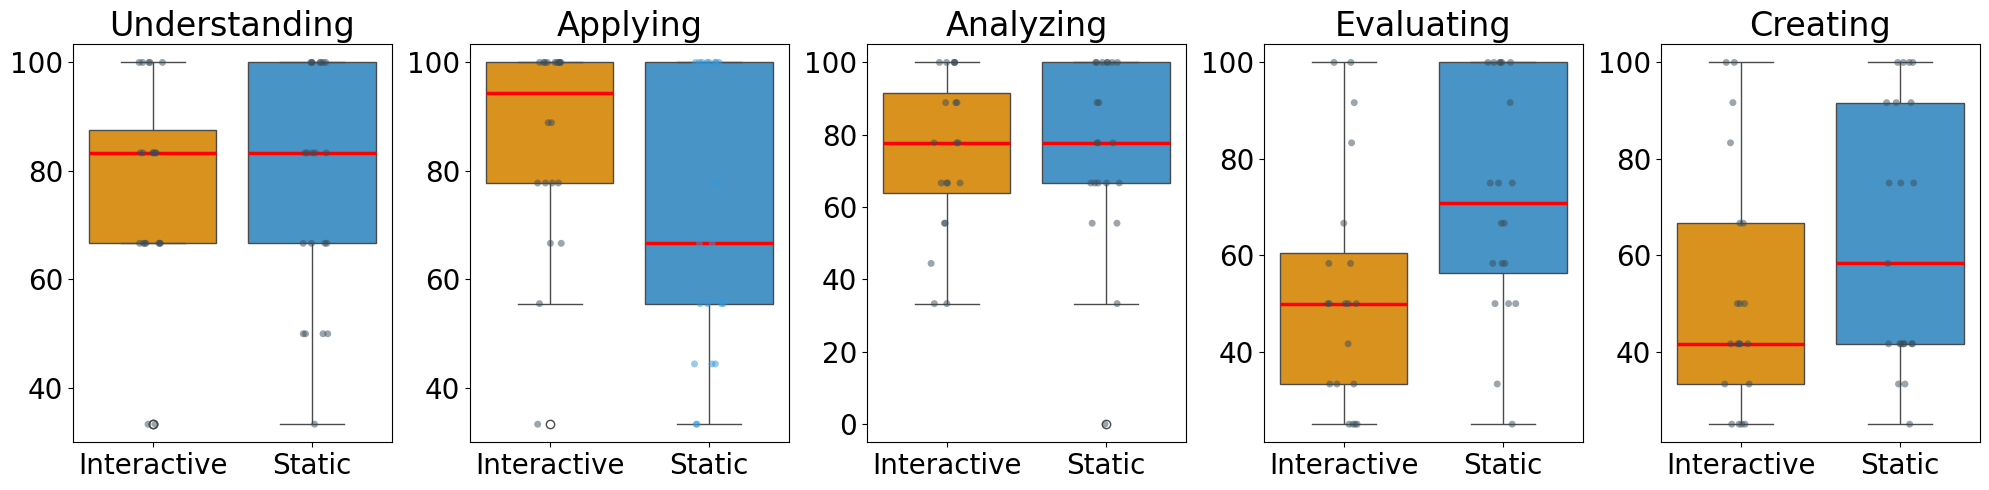 Understanding
100
80
60
40
Interactive Static
Applying
100
80
60
40
Interactive Static
Analyzing
100
80
60
40
20
0
Interactive Static
Evaluating
100
80
60
40
Interactive Static
Creating
100
80
60
40
Interactive Static